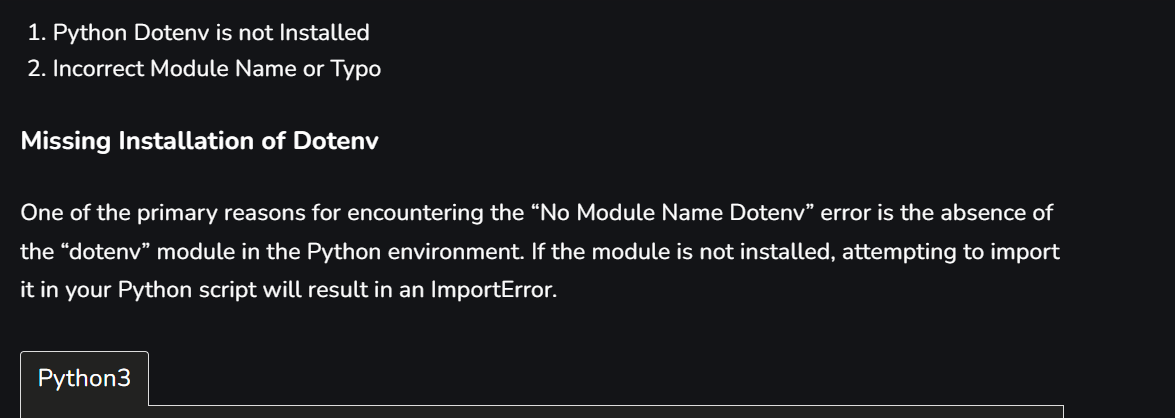 1. Python Dotenv is not Installed
2. Incorrect Module Name or Typo
Missing Installation of Dotenv
One of the primary reasons for encountering the “No Module Name Dotenv” error is the absence of
the “dotenv” module in the Python environment. If the module is not installed, attempting to import
it in your Python script will result in an ImportError.
Python3